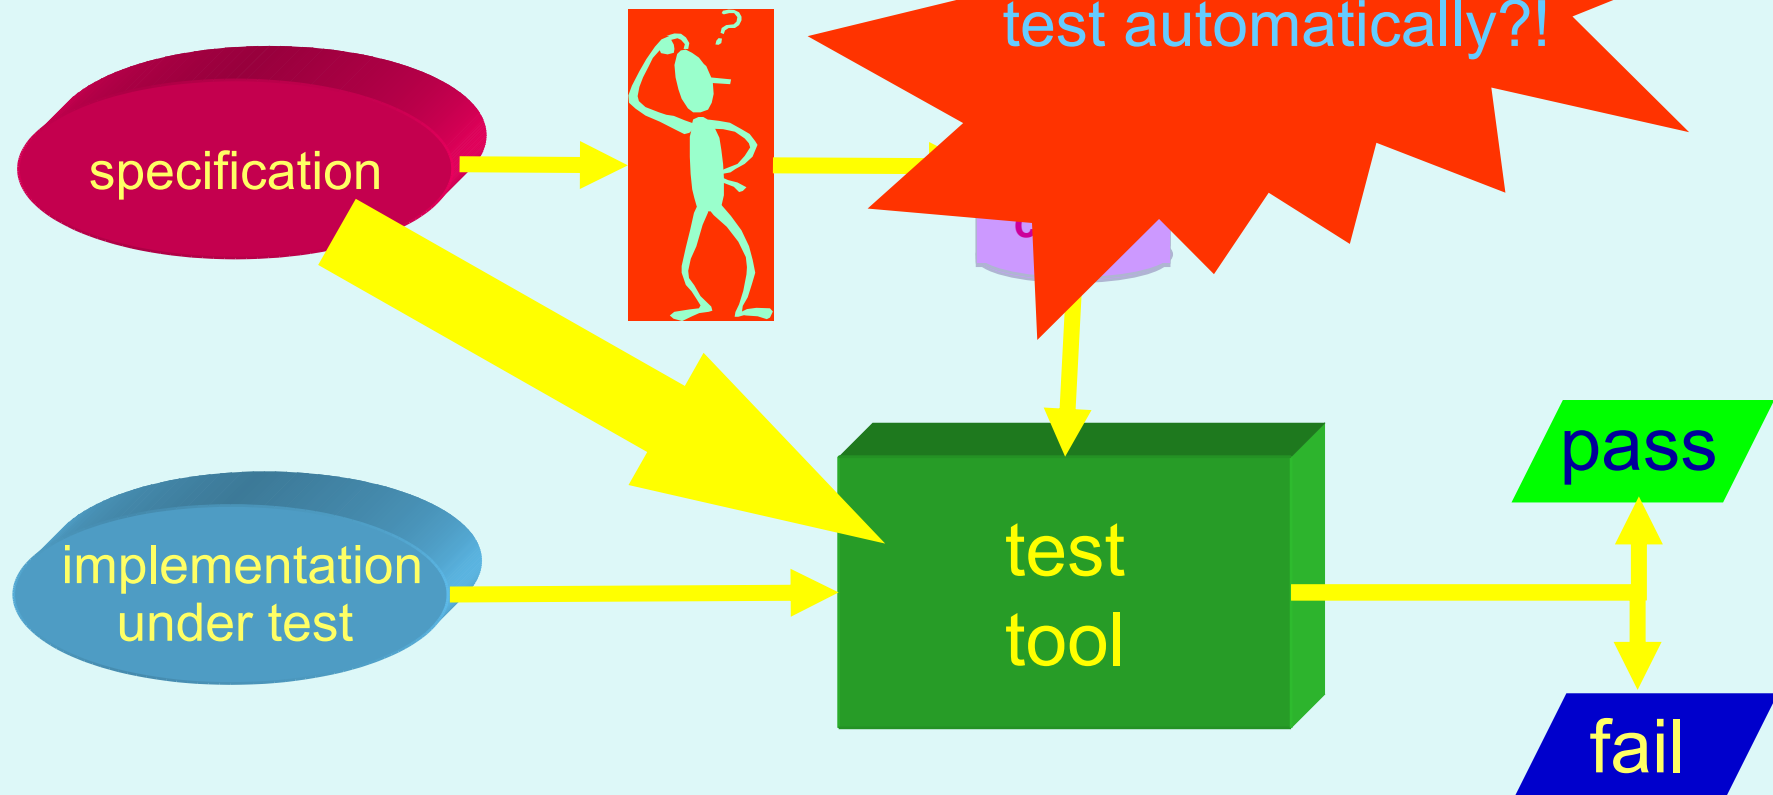 test automatically?!
?
specification
pass
implementation
under test
test
tool
fail